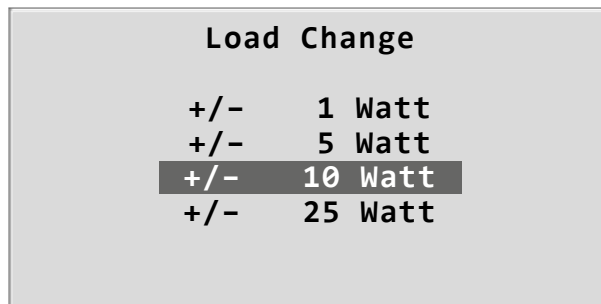 Load Change
+/– 1 Watt
+/– 5 Watt
+/– 10 Watt
+/– 25 Watt